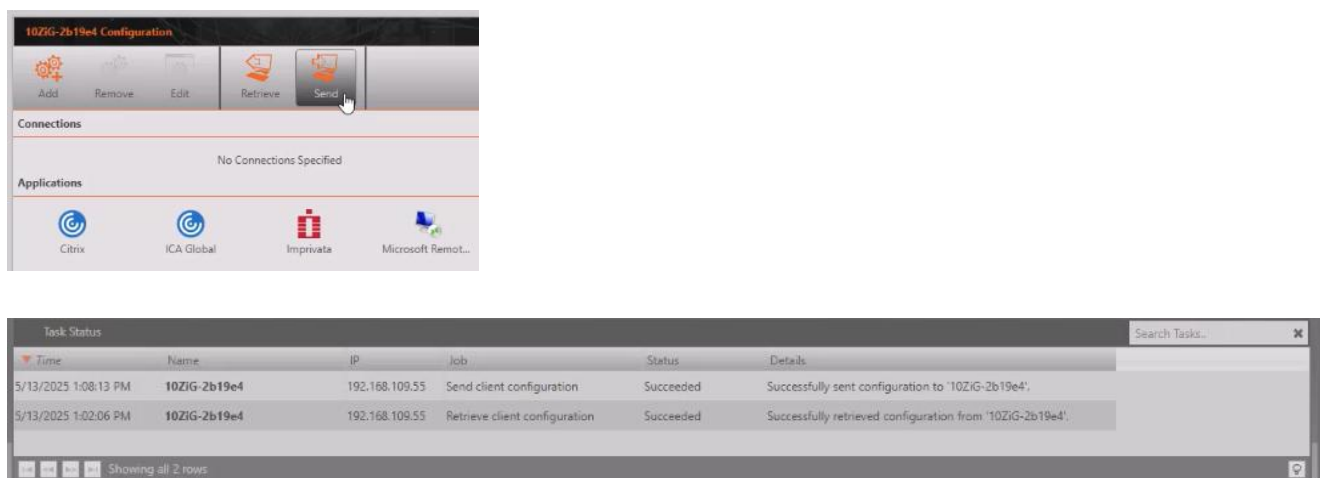 10ZiG-2b19e4 Configuration
Add Remove Edit Retrieve Send
Connections
No Connections Specified
Applications
Citrix ICA Global Imprivata Microsoft Remot...
Task Status Search Tasks..
Time Name IP Job Status Details
5/13/2025 1:08:13 PM 10ZiG-2b19e4 192.168.109.55 Send client configuration Succeeded Successfully sent configuration to '10ZiG-2b19e4'.
5/13/2025 1:02:06 PM 10ZiG-2b19e4 192.168.109.55 Retrieve client configuration Succeeded Successfully retrieved configuration from '10ZiG-2b19e4'.
Showing all 2 rows